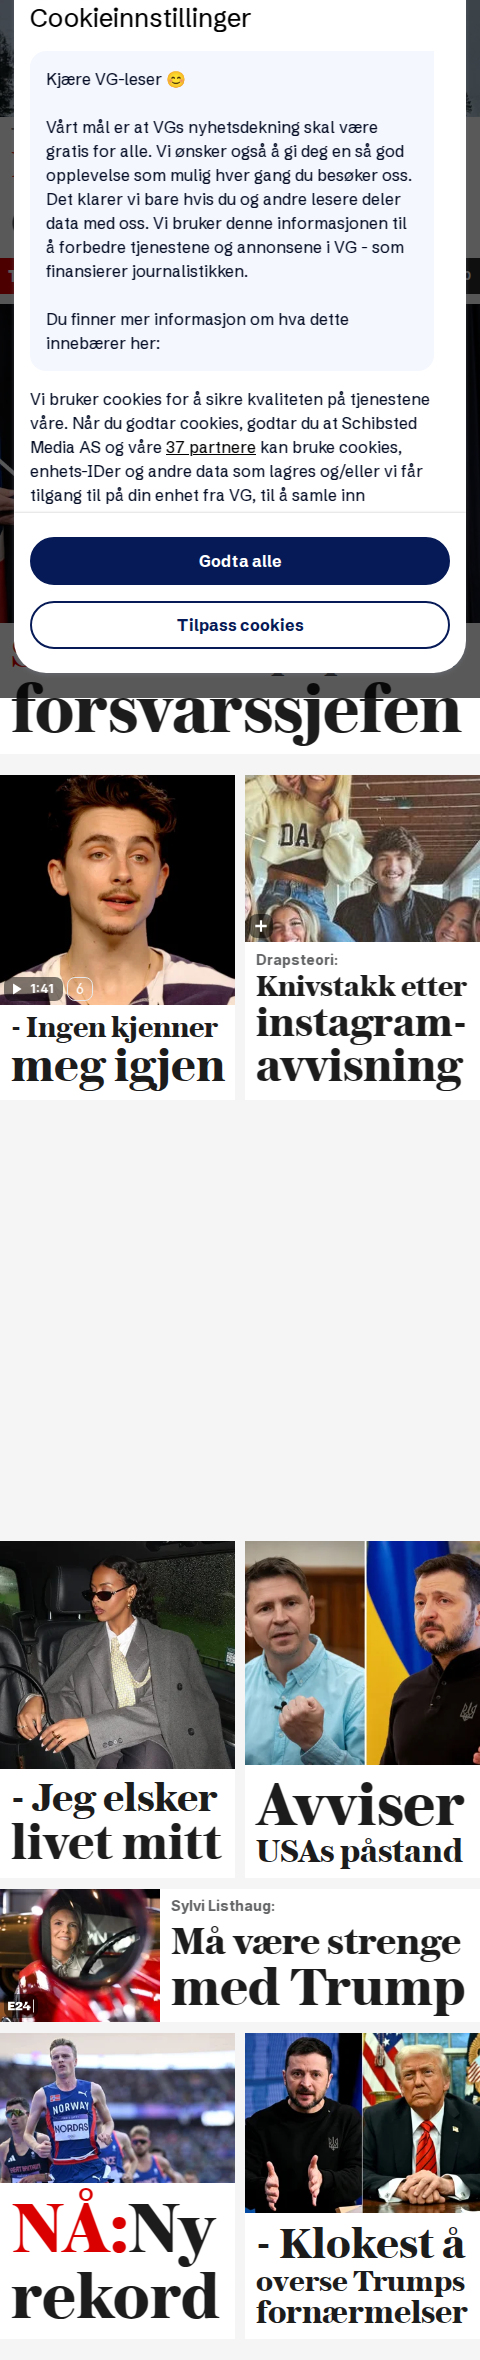 Cookieinnstillinger
Kjære VG-leser 😊
Vårt mål er at VGs nyhetsdekning skal være
gratis for alle. Vi ønsker også å gi deg en så god
opplevelse som mulig hver gang du besøker oss.
Det klarer vi bare hvis du og andre lesere deler
data med oss. Vi bruker denne informasjonen til
å forbedre tjenestene og annonsene i VG - som
finansierer journalistikken.
Du finner mer informasjon om hva dette
innebærer her:
Vi bruker cookies for å sikre kvaliteten på tjenestene
våre. Når du godtar cookies, godtar du at Schibsted
Media AS og våre 37 partnere kan bruke cookies,
enhets-IDer og andre data som lagres og/eller vi får
tilgang til på din enhet fra VG, til å samle inn
Godta alle
Tilpass cookies
forsvarssjefen
1:41 6
- Ingen kjenner
meg igjen
DA
Drapsteori:
Knivstakk etter
instagram-
avvisning
- Jeg elsker
livet mitt
Avviser
USAs påstand
E24
Sylvi Listhaug:
Må være strenge
med Trump
NORWAY
NORDÅS
NÅ: Ny
rekord
- Klokest å
overse Trumps
fornærmelser